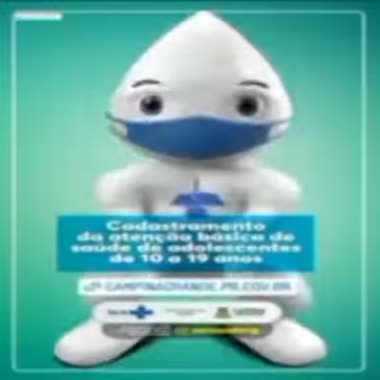 Cadastramento
da atenção básica de
saúde de adolescentes
de 10 a 19 anos
CAMPINAGRANDE.PB.GOV.BR